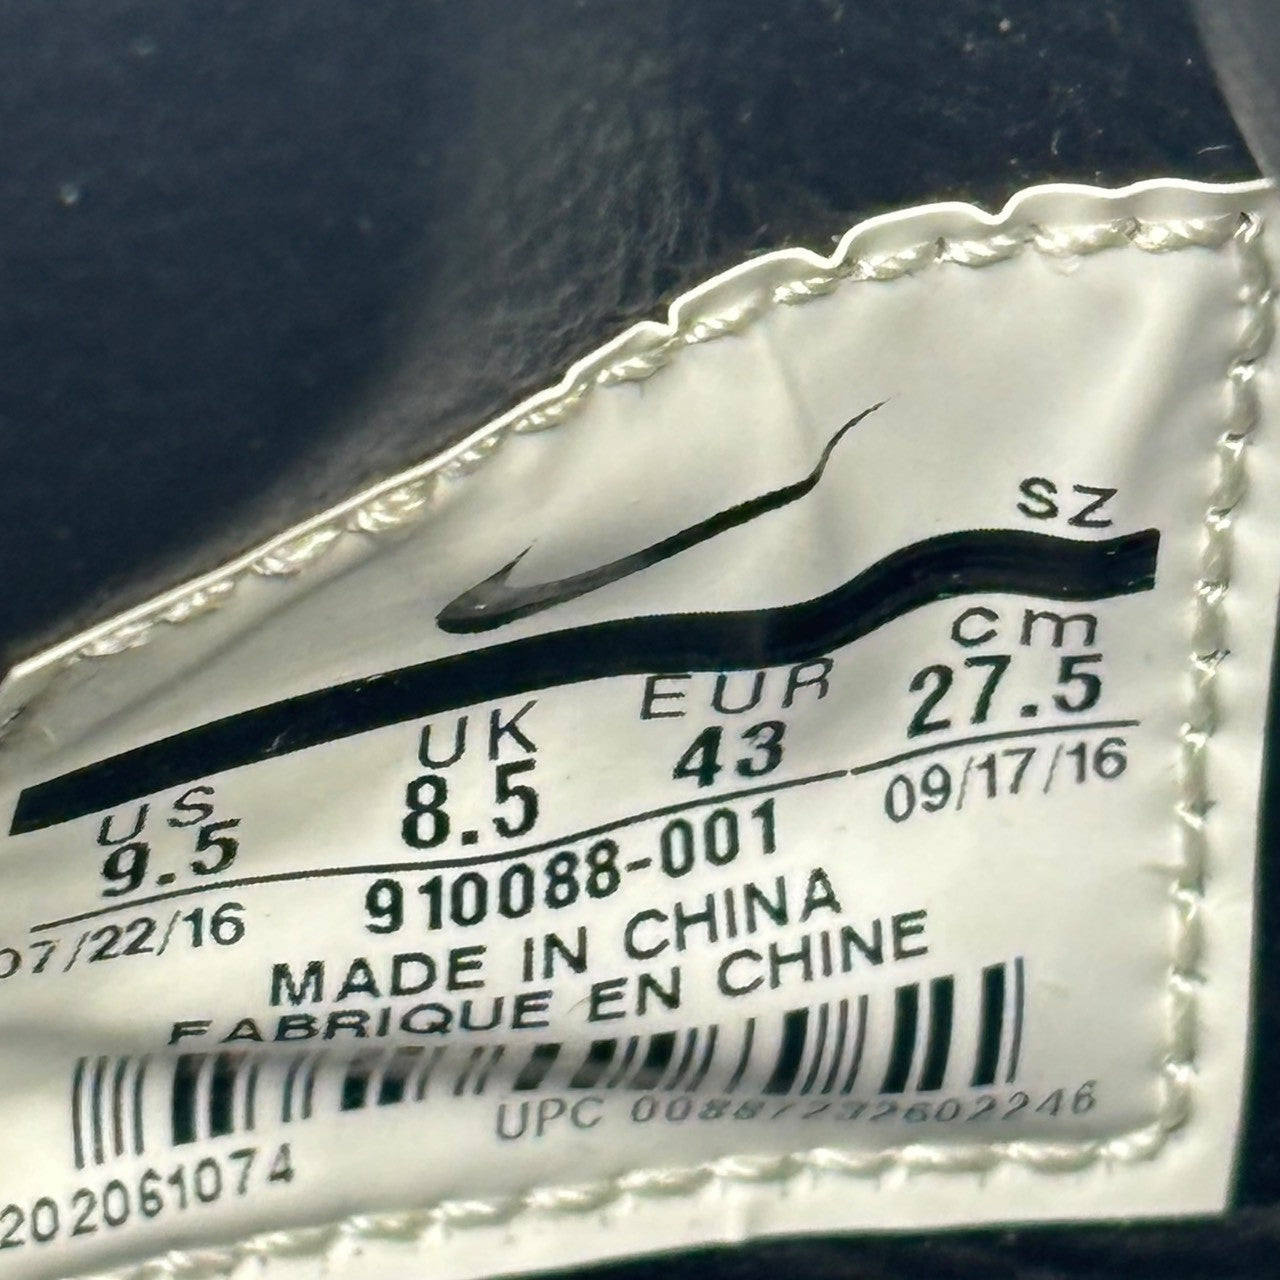 SZ
US UK EUR cm
9.5 8.5 43 27.5
07/22/16 910088-001 09/17/16
MADE IN CHINA
FABRIQUE EN CHINE
UPC 00887232602246
202061074